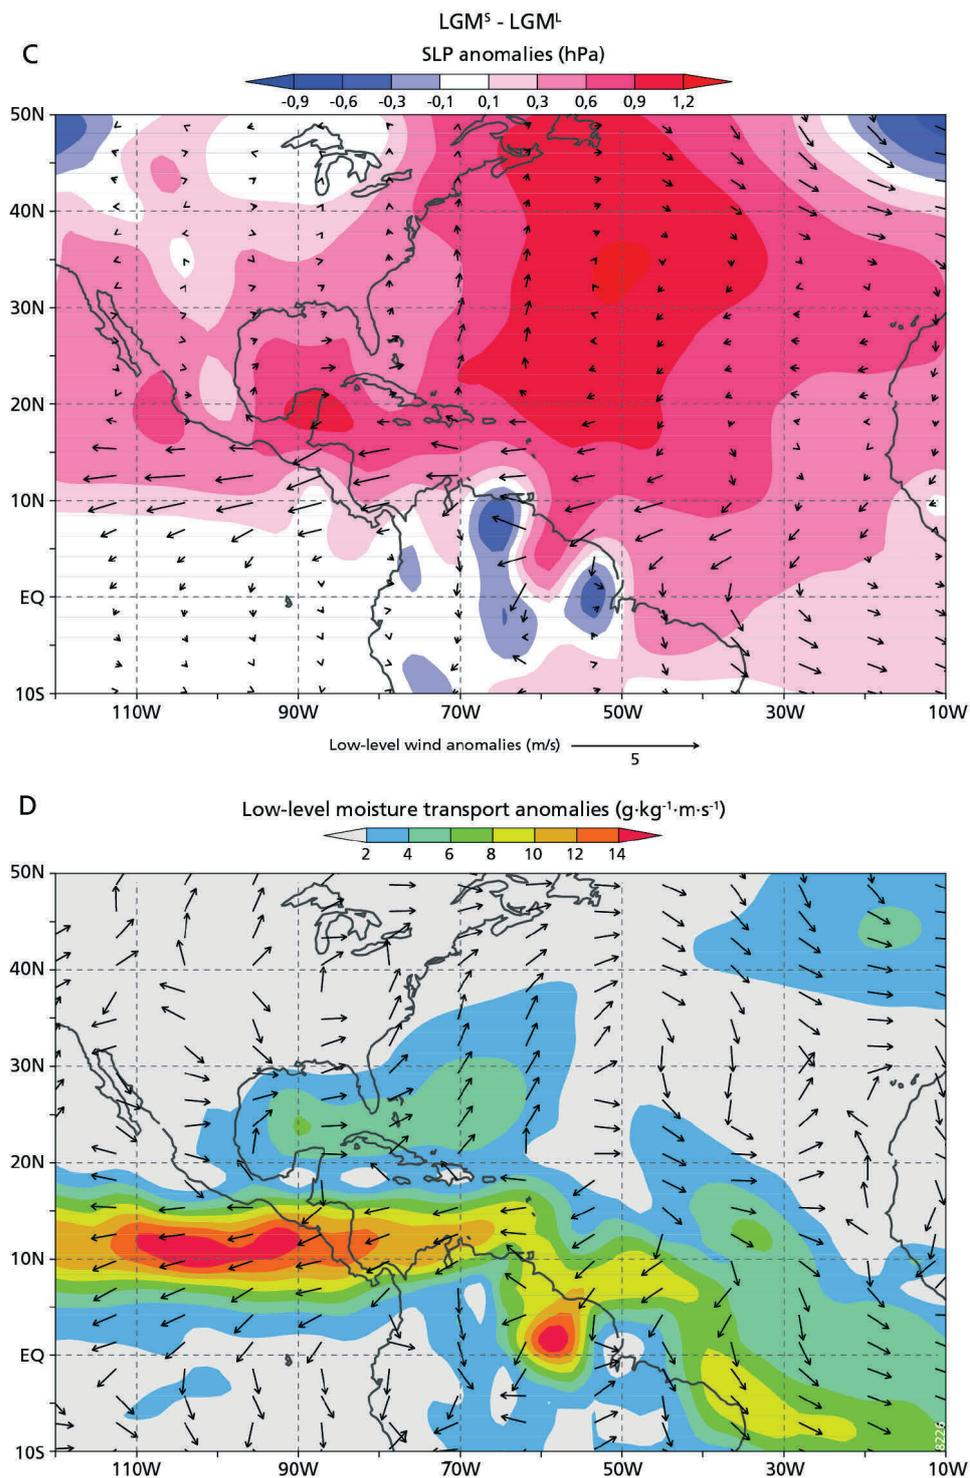 LGMS - LGML
C
SLP anomalies (hPa)
-0,9 -0,6 -0,3 -0,1 0,1 0,3 0,6 0,9 1,2
50N
40N
30N
20N
10N
EQ
10S
110W 90W 70W 50W 30W 10W
Low-level wind anomalies (m/s)
5
D
Low-level moisture transport anomalies (g·kg-1·m·s-1)
2 4 6 8 10 12 14
50N
40N
30N
20N
10N
EQ
10S
110W 90W 70W 50W 30W 10W